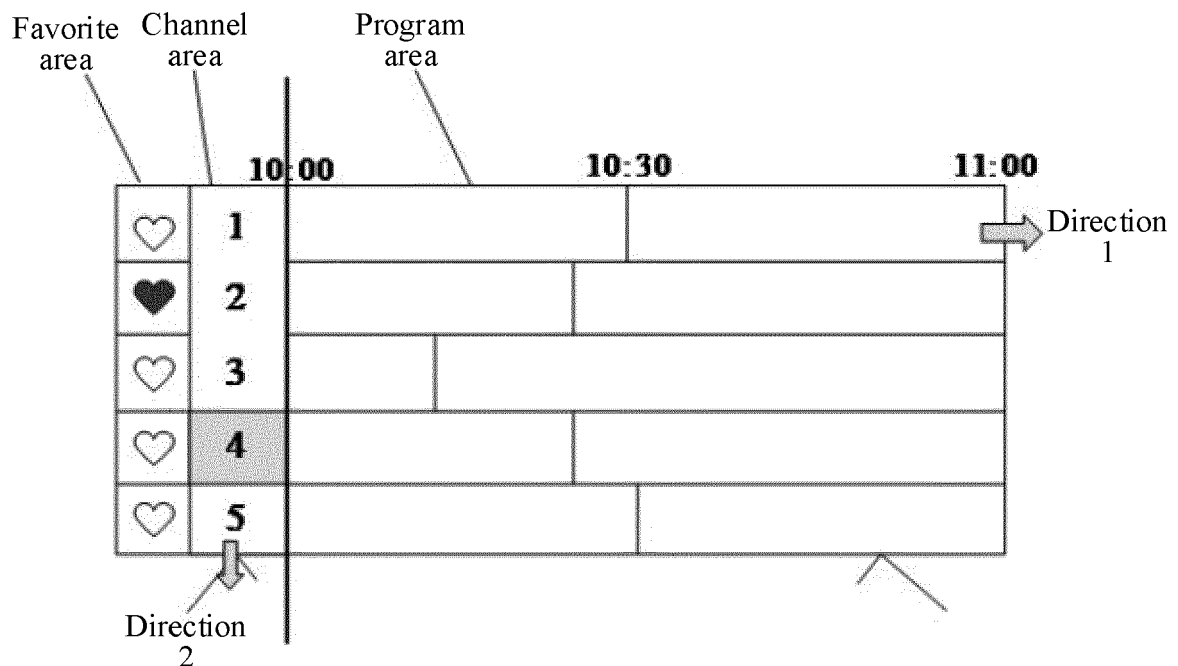 Favorite
area
Channel
area
Program
area
10:00
10:30
11:00
1
2
3
4
5
Direction
1
Direction
2